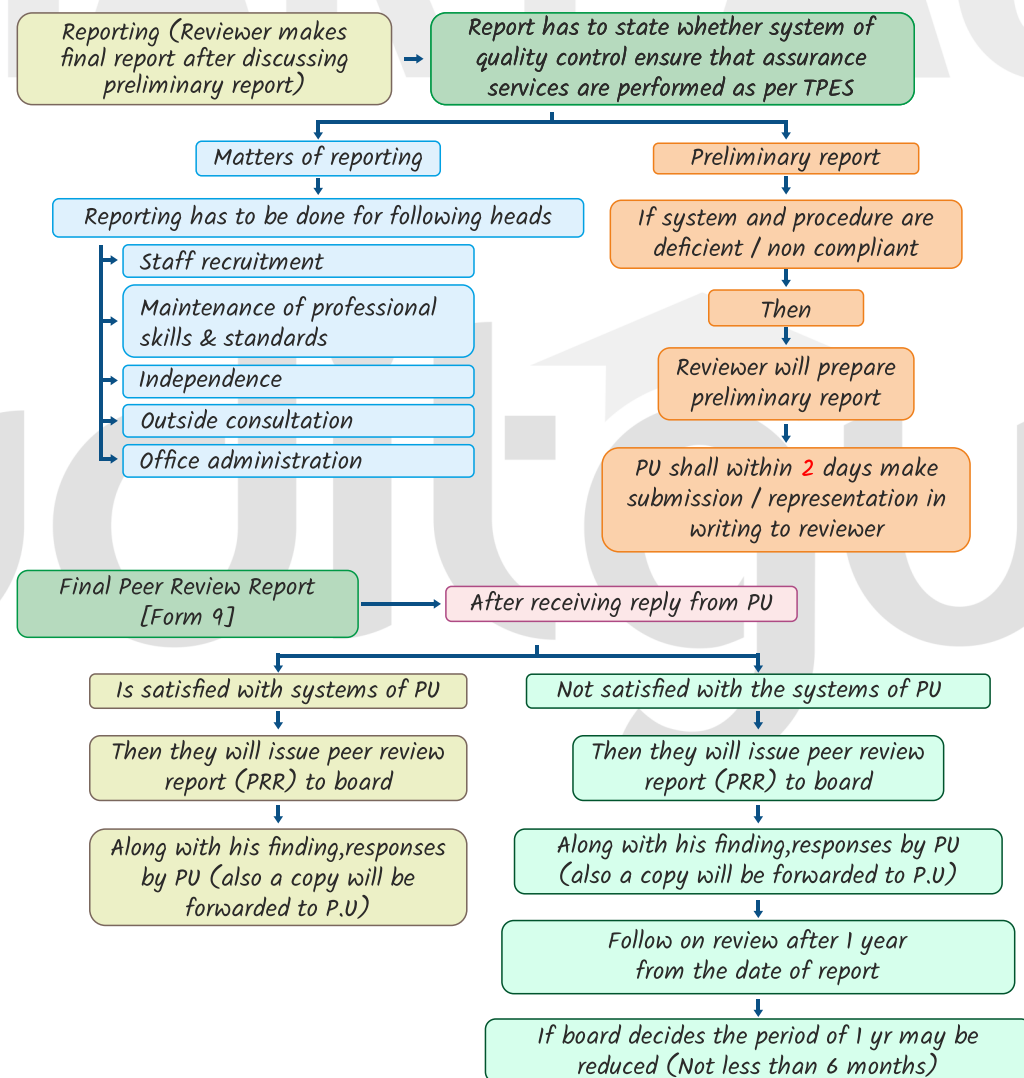 Reporting (Reviewer makes
final report after discussing
preliminary report)
Report has to state whether system of
quality control ensure that assurance
services are performed as per TPES
Matters of reporting
Reporting has to be done for following heads
Staff recruitment
Maintenance of professional
skills & standards
Independence
Outside consultation
Office administration
Preliminary report
If system and procedure are
deficient / non compliant
Then
Reviewer will prepare
preliminary report
PU shall within 2 days make
submission / representation in
writing to reviewer
Final Peer Review Report
[Form 9]
After receiving reply from PU
Is satisfied with systems of PU
Then they will issue peer review
report (PRR) to board
Along with his finding,responses
by PU (also a copy will be
forwarded to P.U)
Not satisfied with the systems of PU
Then they will issue peer review
report (PRR) to board
Along with his finding,responses by PU
(also a copy will be forwarded to P.U)
Follow on review after 1 year
from the date of report
If board decides the period of 1 yr may be
reduced (Not less than 6 months)